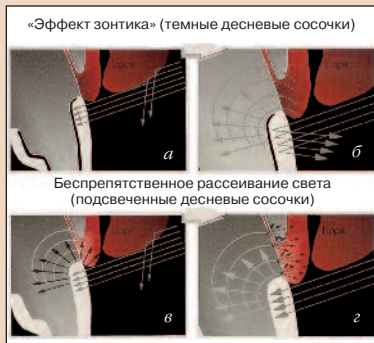 «Эффект зонтика» (темные десневые сосочки)
а
б
Беспрепятственное рассеивание света
(подсвеченные десневые сосочки)
в
г